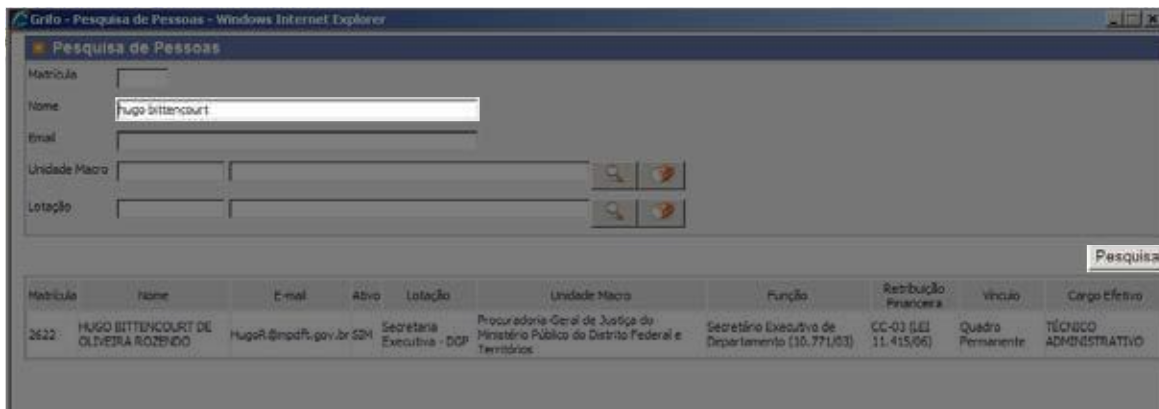 Grifo - Pesquisa de Pessoas - Windows Internet Explorer
Pesquisa de Pessoas
Matrícula
Nome hugo bittencourt
Email
Unidade Macro
Lotação
Pesquisa
Matrícula Nome E-mail Ativo Lotação Unidade Macro Função Retribuição Financeira Vínculo Cargo Efetivo
2622 HUGO BITTENCOURT DE OLIVEIRA ROZENDO HugoR@mpdft.gov.br SIM Secretaria Executiva - DGP Procuradoria-Geral de Justiça do Ministério Público do Distrito Federal e Territórios Secretário Executivo de Departamento (10.771/03) CC-03 (LEI 11.415/06) Quadro Permanente TÉCNICO ADMINISTRATIVO